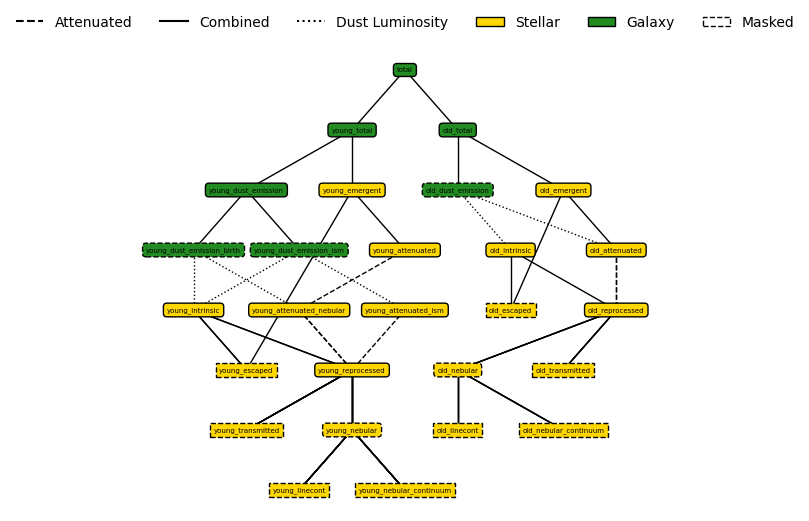 Attenuated Combined Dust Luminosity Stellar Galaxy Masked
total
young_total old_total
young_dust_emission young_emergent old_dust_emission old_emergent
young_dust_emission_birth young_dust_emission_ism young_attenuated old_intrinsic old_attenuated
young_intrinsic young_attenuated_nebular young_attenuated_ism old_escaped old_reprocessed
young_escaped young_reprocessed old_nebular old_transmitted
young_transmitted young_nebular old_linecont old_nebular_continuum
young_linecont young_nebular_continuum